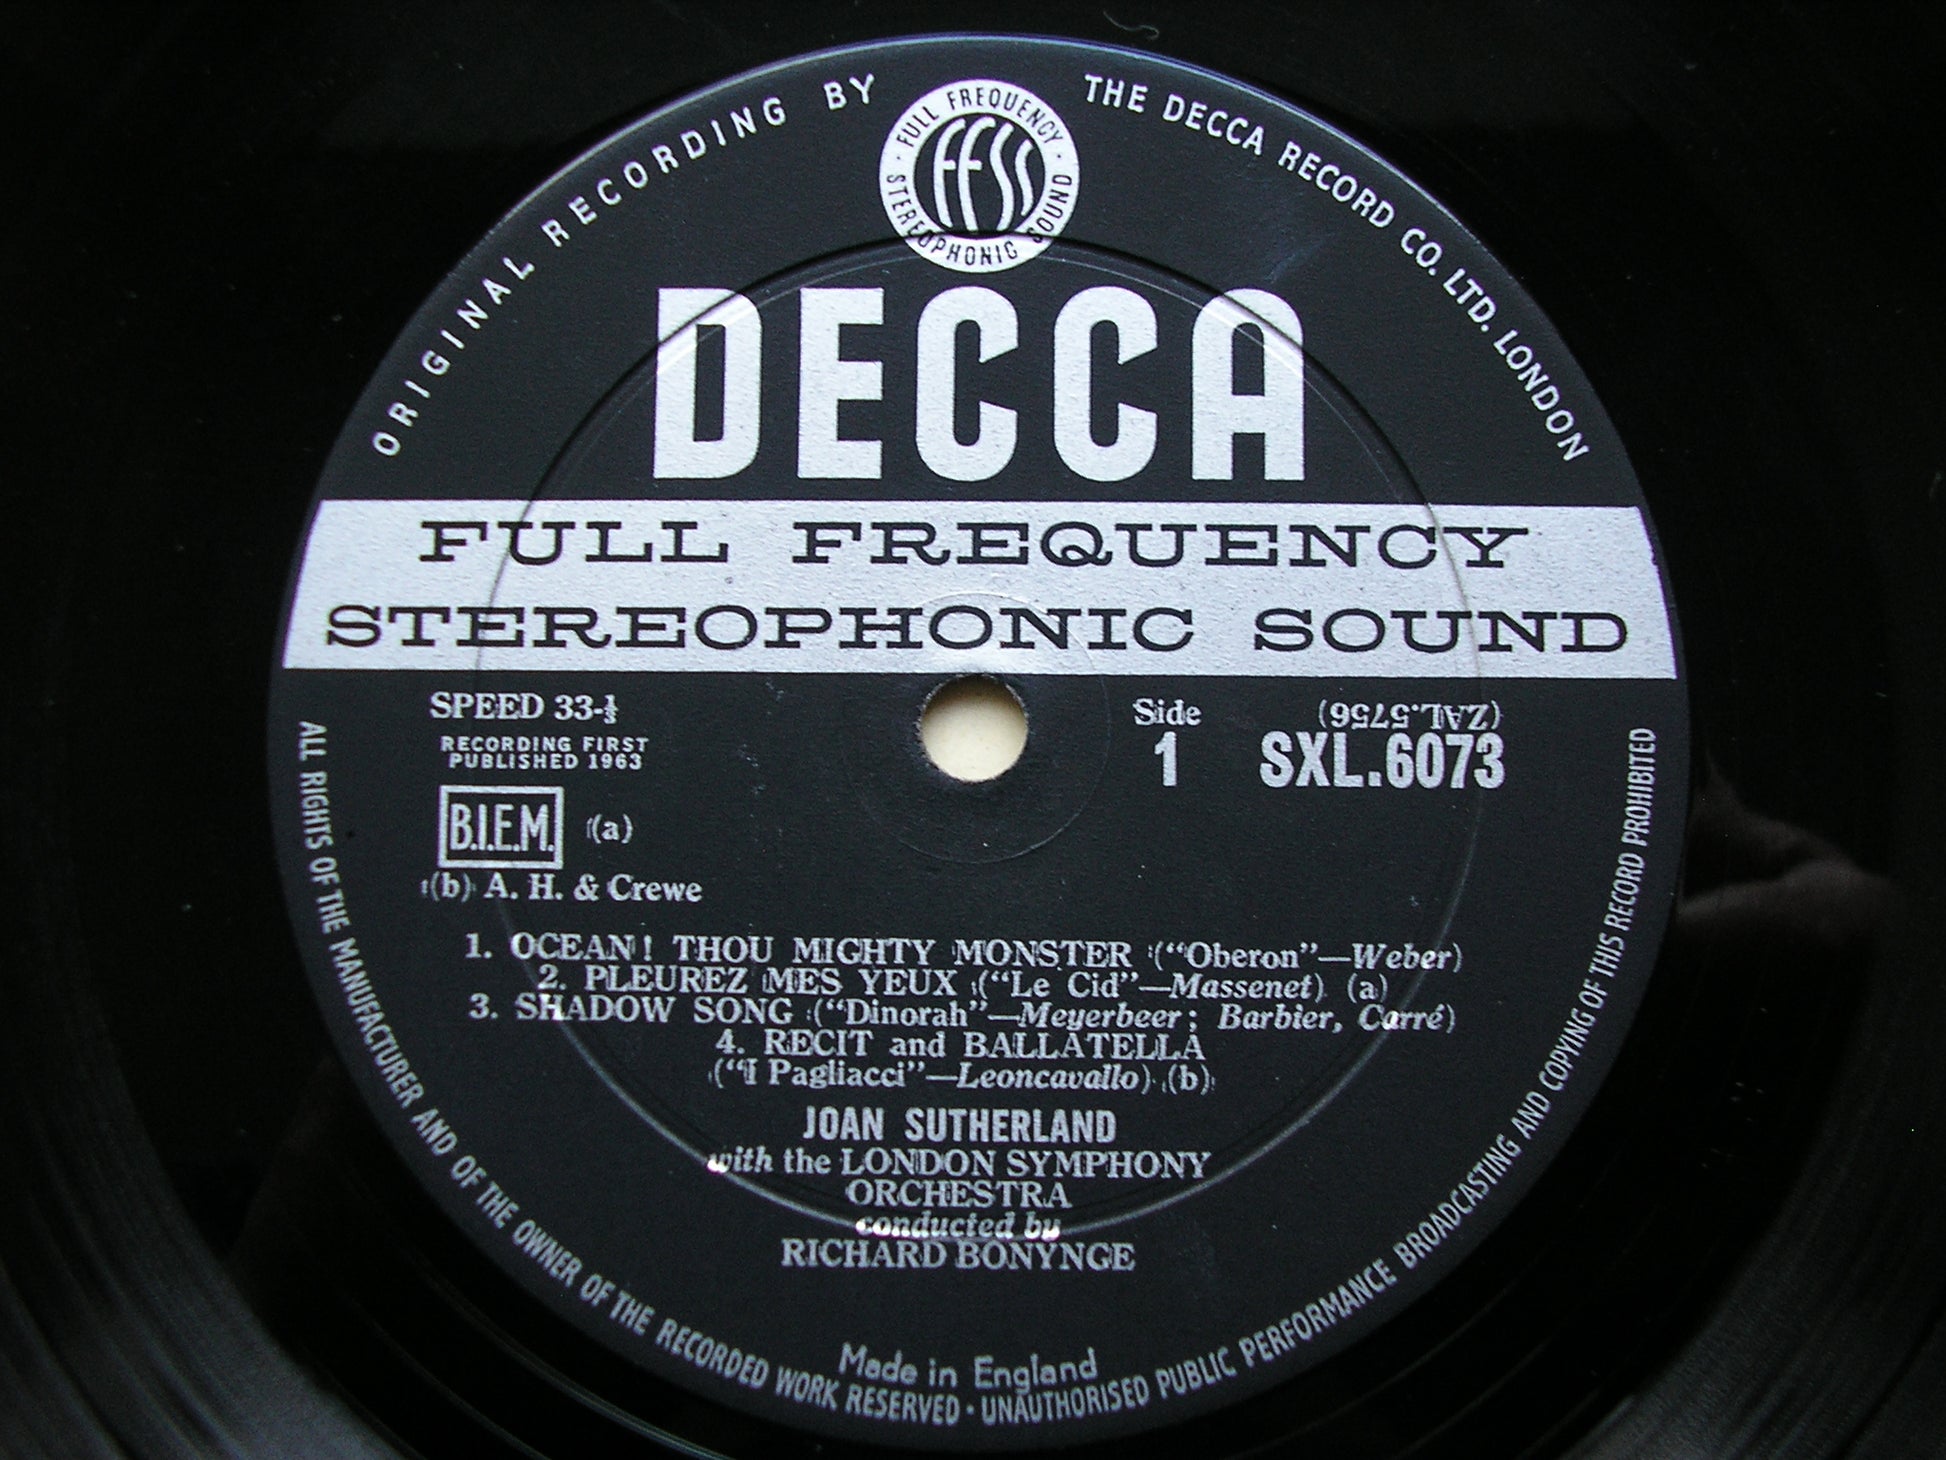 ORIGINAL RECORDING BY THE DECCA RECORD CO. LTD. LONDON
FULL FREQUENCY · STEREOPHONIC SOUND ·
FFSS
DECCA
FULL FREQUENCY
STEREOPHONIC SOUND
SPEED 33-⅓
RECORDING FIRST
PUBLISHED 1963
Side
1
(ZAL.5756)
SXL.6073
B.I.E.M. (a)
(b) A. H. & Crewe
1. OCEAN! THOU MIGHTY MONSTER (“Oberon”—Weber)
2. PLEUREZ MES YEUX (“Le Cid”—Massenet) (a)
3. SHADOW SONG (“Dinorah”—Meyerbeer; Barbier, Carré)
4. RECIT and BALLATELLA
(“I Pagliacci”—Leoncavallo) (b)
JOAN SUTHERLAND
with the LONDON SYMPHONY
ORCHESTRA
conducted by
RICHARD BONYNGE
Made in England
ALL RIGHTS OF THE MANUFACTURER AND OF THE OWNER OF THE RECORDED WORK RESERVED · UNAUTHORISED PUBLIC PERFORMANCE BROADCASTING AND COPYING OF THIS RECORD PROHIBITED